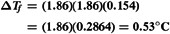 ΔT_f = (1.86)(1.86)(0.154)
= (1.86)(0.2864) = 0.53°C